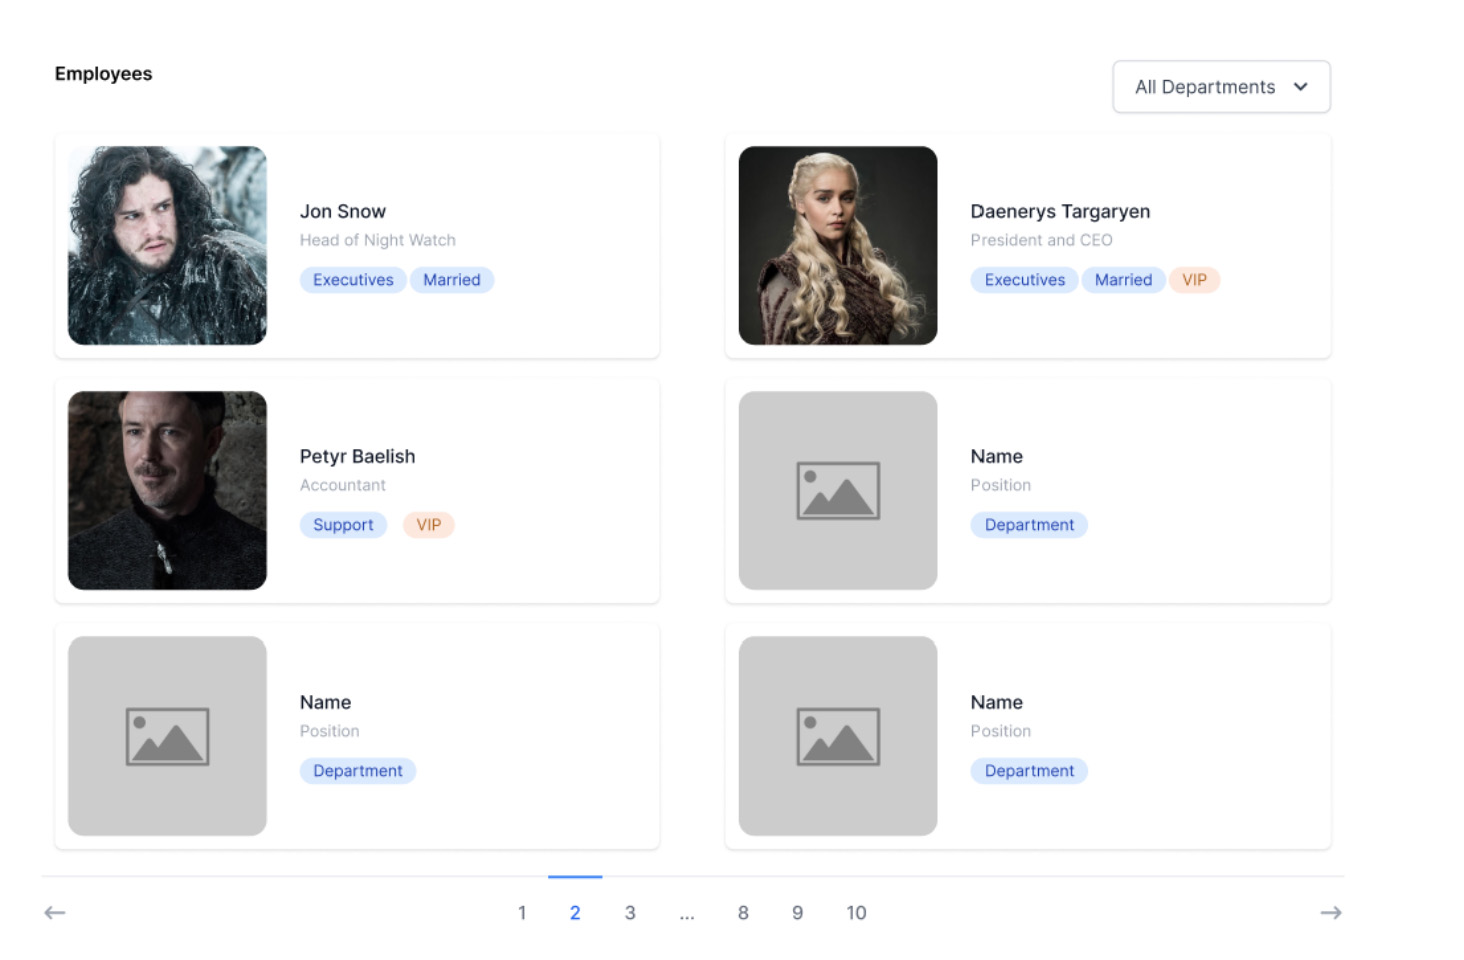 Employees
All Departments
Jon Snow
Head of Night Watch
Executives Married
Daenerys Targaryen
President and CEO
Executives Married VIP
Petyr Baelish
Accountant
Support VIP
Name
Position
Department
Name
Position
Department
Name
Position
Department
1 2 3 ... 8 9 10